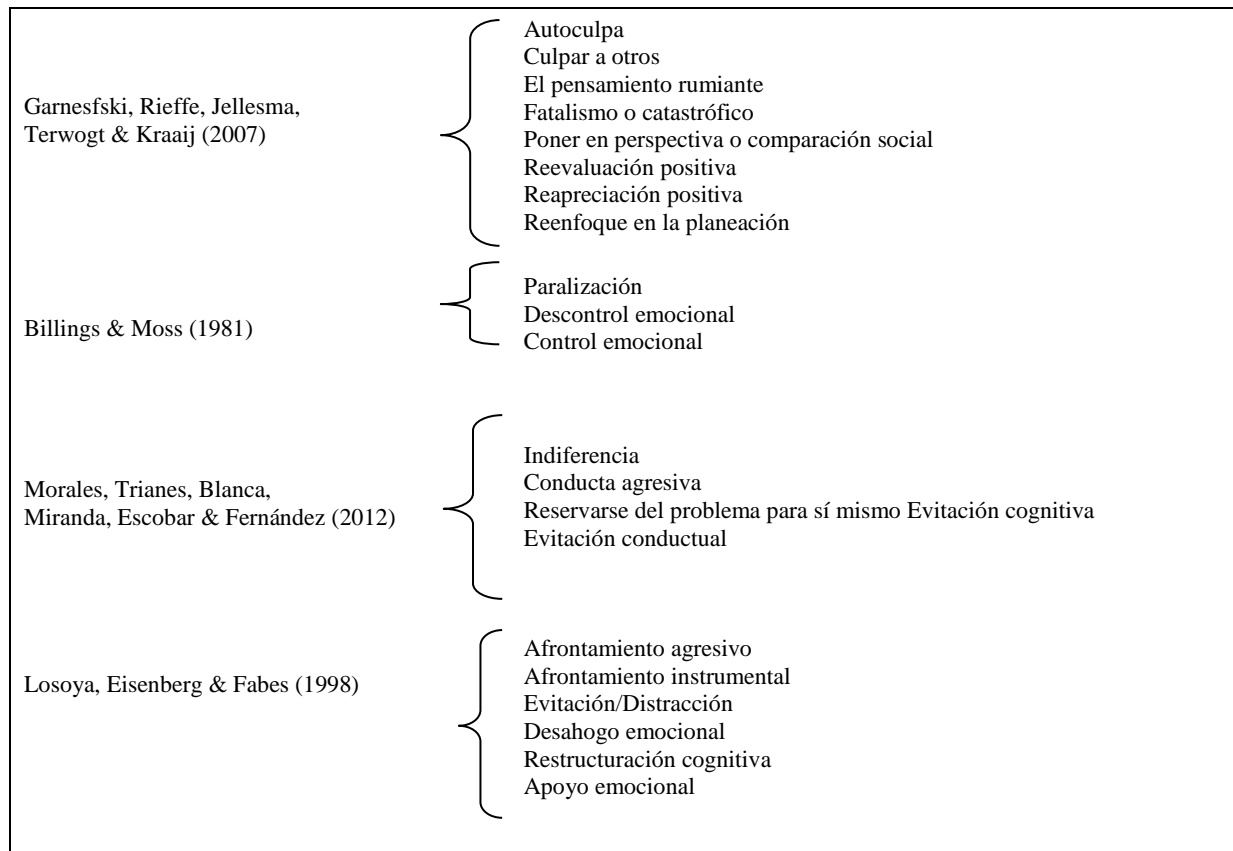 Garnesfski, Rieffe, Jellesma,
Terwogt & Kraaij (2007)
Autoculpa
Culpar a otros
El pensamiento rumiante
Fatalismo o catastrófico
Poner en perspectiva o comparación social
Reevaluación positiva
Reapreciación positiva
Reenfoque en la planeación
Billings & Moss (1981)
Paralización
Descontrol emocional
Control emocional
Morales, Trianes, Blanca,
Miranda, Escobar & Fernández (2012)
Indiferencia
Conducta agresiva
Reservarse del problema para sí mismo Evitación cognitiva
Evitación conductual
Losoya, Eisenberg & Fabes (1998)
Afrontamiento agresivo
Afrontamiento instrumental
Evitación/Distracción
Desahogo emocional
Restructuración cognitiva
Apoyo emocional